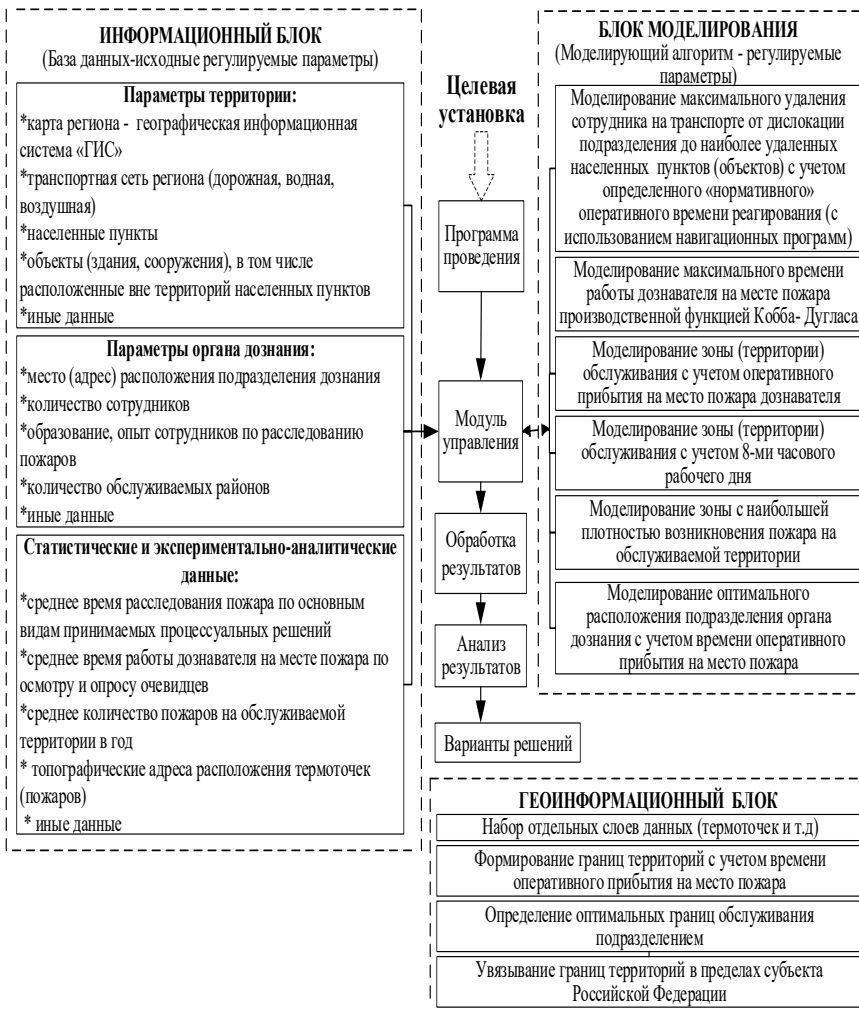 ИНФОРМАЦИОННЫЙ БЛОК
(База данных-исходные регулируемые параметры)
Параметры территории:
*карта региона - географическая информационная
система «ГИС»
*транспортная сеть региона (дорожная, водная,
воздушная)
*населенные пункты
*объекты (здания, сооружения), в том числе
расположенные вне территорий населенных пунктов
*иные данные
Параметры органа дознания:
*место (адрес) расположения подразделения дознания
*количество сотрудников
*образование, опыт сотрудников по расследованию
пожаров
*количество обслуживаемых районов
*иные данные
Статистические и экспериментально-аналитические
данные:
*среднее время расследования пожара по основным
видам принимаемых процессуальных решений
*среднее время работы дознавателя на месте пожара по
осмотру и опросу очевидцев
*среднее количество пожаров на обслуживаемой
территории в год
* топографические адреса расположения термоточек
(пожаров)
* иные данные
Целевая
установка
Программа
проведения
Модуль
управления
Обработка
результатов
Анализ
результатов
Варианты решений
БЛОК МОДЕЛИРОВАНИЯ
(Моделирующий алгоритм - регулируемые
параметры)
Моделирование максимального удаления
сотрудника на транспорте от дислокации
подразделения до наиболее удаленных
населенных пунктов (объектов) с учетом
определенного «нормативного»
оперативного времени реагирования (с
использованием навигационных программ)
Моделирование максимального времени
работы дознавателя на месте пожара
производственной функцией Кобба- Дугласа
Моделирование зоны (территории)
обслуживания с учетом оперативного
прибытия на место пожара дознавателя
Моделирование зоны (территории)
обслуживания с учетом 8-ми часового
рабочего дня
Моделирование зоны с наибольшей
плотностью возникновения пожара на
обслуживаемой территории
Моделирование оптимального
расположения подразделения органа
дознания с учетом времени оперативного
прибытия на место пожара
ГЕОИНФОРМАЦИОННЫЙ БЛОК
Набор отдельных слоев данных (термоточек и т.д)
Формирование границ территорий с учетом времени
оперативного прибытия на место пожара
Определение оптимальных границ обслуживания
подразделением
Увязывание границ территорий в пределах субъекта
Российской Федерации